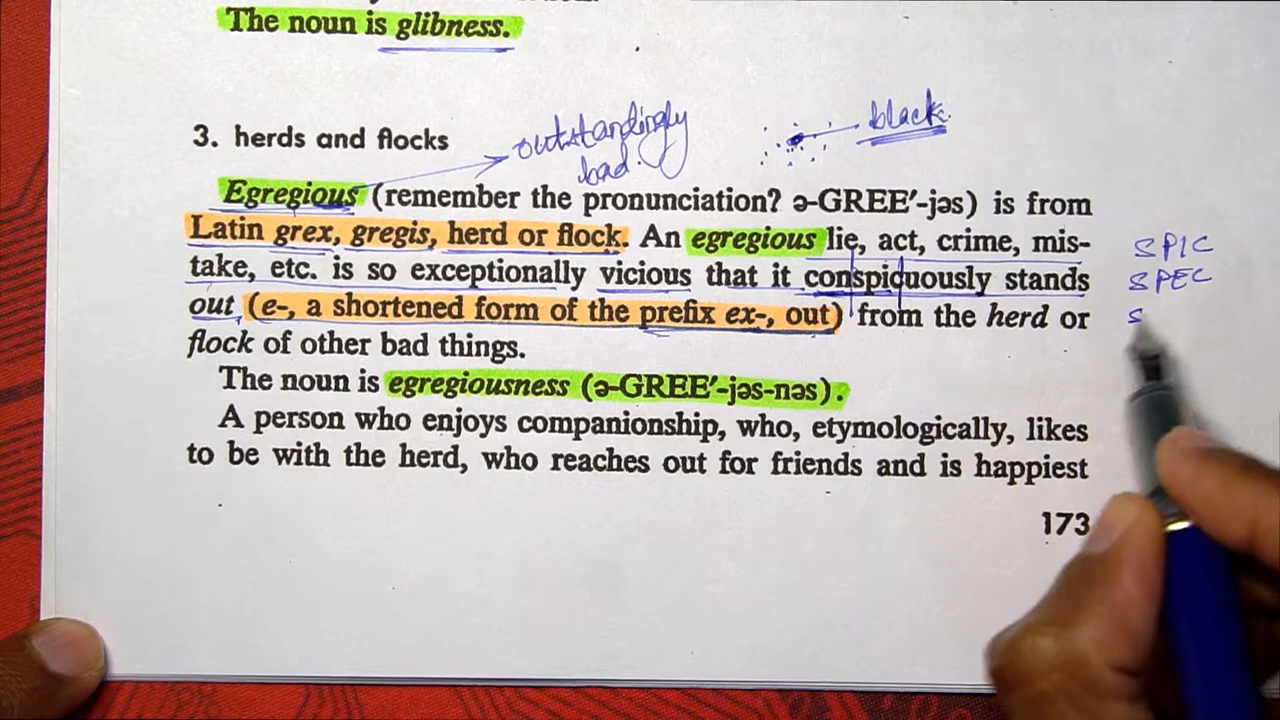 The noun is glibness.
3. herds and flocks
outstandingly
bad.
black
Egregious (remember the pronunciation? ə-GREE′-jəs) is from
Latin grex, gregis, herd or flock. An egregious lie, act, crime, mis-
take, etc. is so exceptionally vicious that it conspicuously stands
out (e-, a shortened form of the prefix ex-, out) from the herd or
flock of other bad things.
SPIC
SPEC
S
The noun is egregiousness (ə-GREE′-jəs-nəs).
A person who enjoys companionship, who, etymologically, likes
to be with the herd, who reaches out for friends and is happiest
173